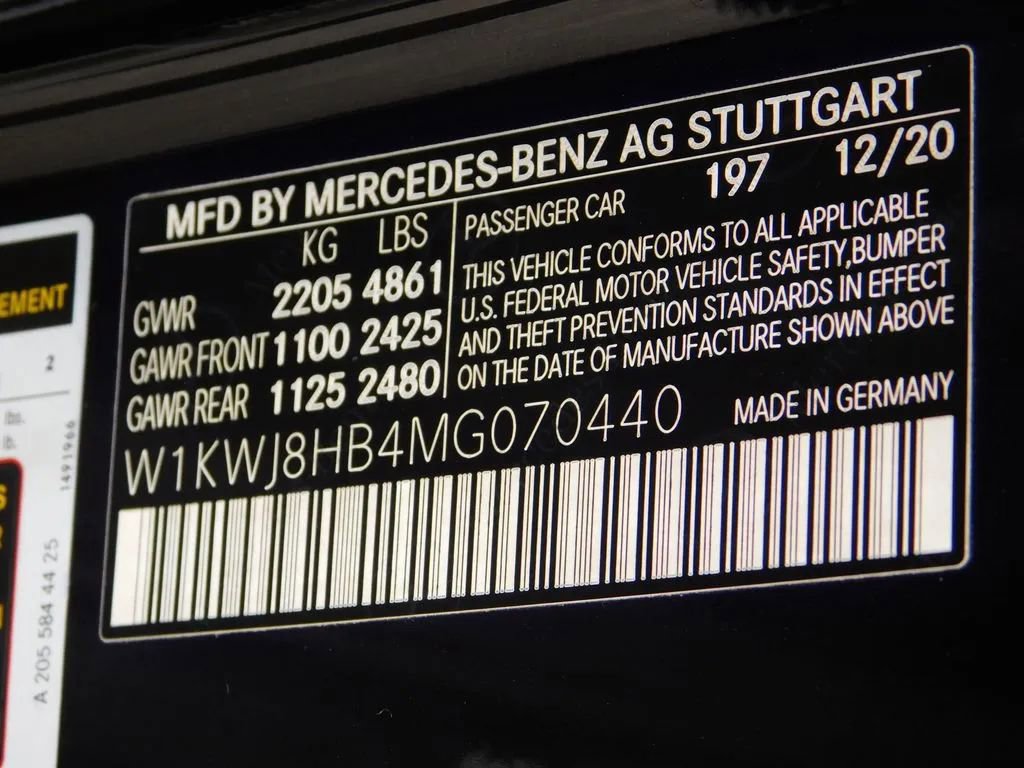 MFD BY MERCEDES-BENZ AG STUTTGART
KG LBS
GVWR 2205 4861
GAWR FRONT 1100 2425
GAWR REAR 1125 2480
PASSENGER CAR 197 12/20
THIS VEHICLE CONFORMS TO ALL APPLICABLE
U.S. FEDERAL MOTOR VEHICLE SAFETY,BUMPER
AND THEFT PREVENTION STANDARDS IN EFFECT
ON THE DATE OF MANUFACTURE SHOWN ABOVE
W1KWJ8HB4MG070440
MADE IN GERMANY
EMENT
2
lbs.
lb.
1491966
A 205 584 44 25